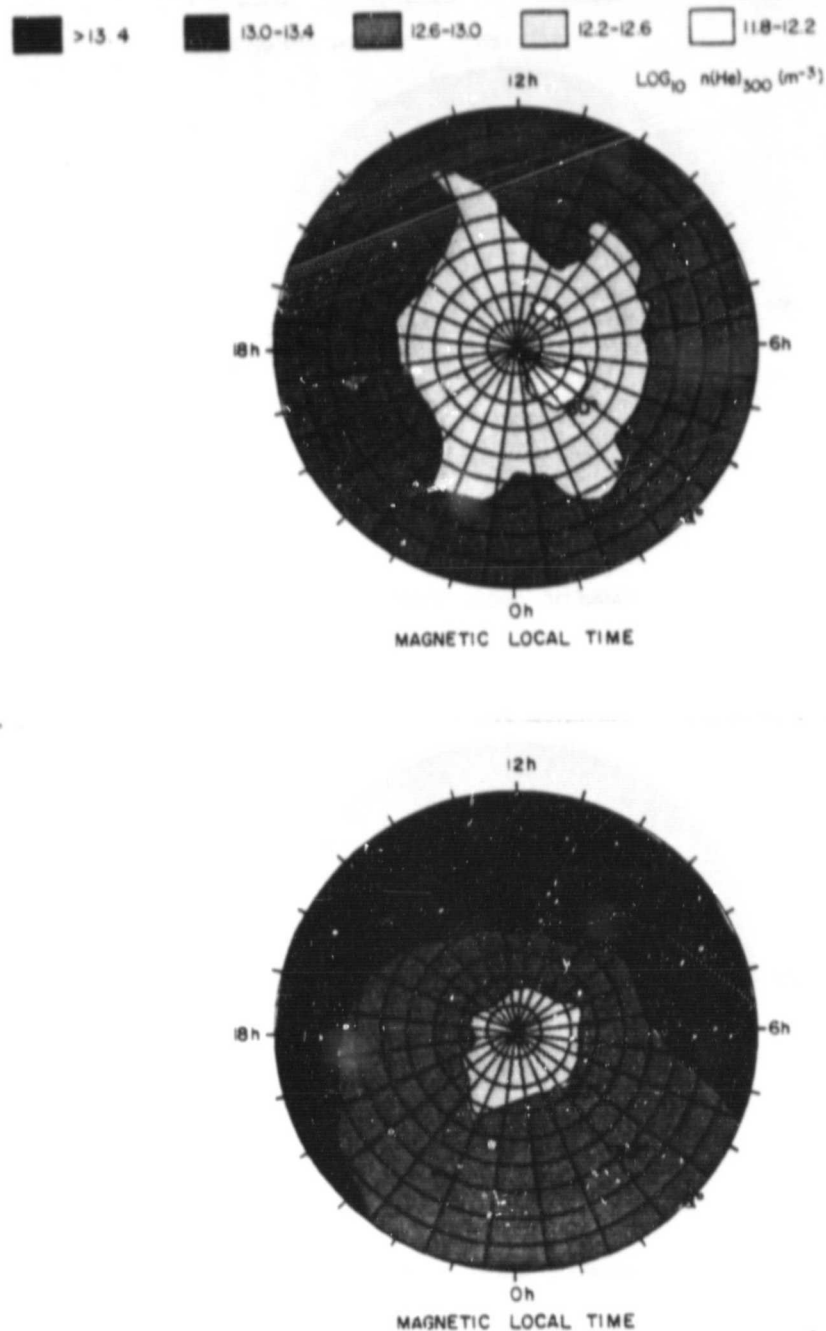 >13 4 13.0-13.4 12.6-13.0 12.2-12.6 11.8-12.2
LOG₁₀ n(He)₃₀₀ (m⁻³)
12h
18h 6h
0h
MAGNETIC LOCAL TIME
12h
18h 6h
0h
MAGNETIC LOCAL TIME